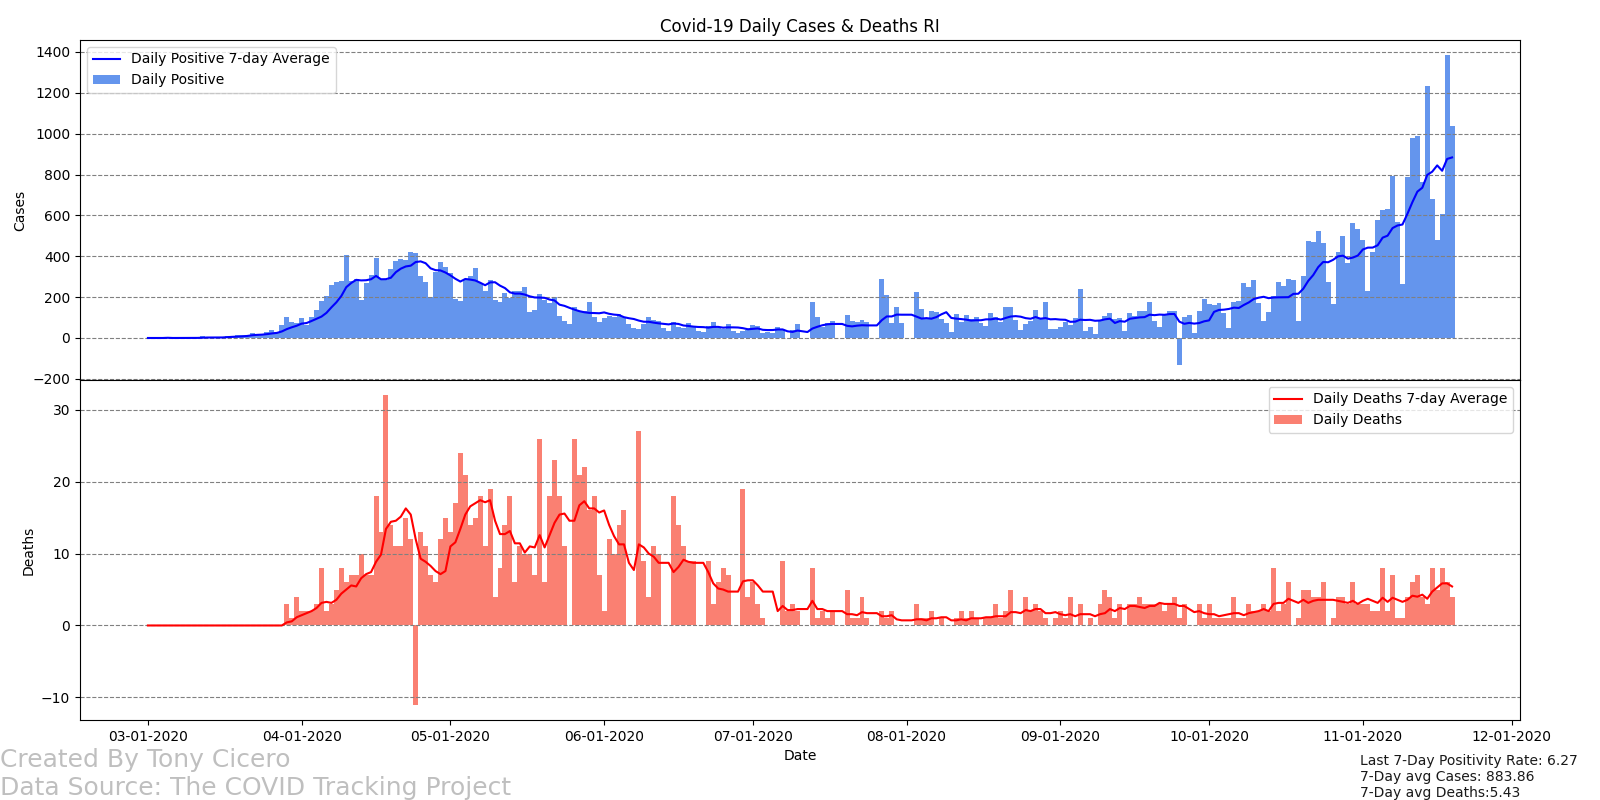 Covid-19 Daily Cases & Deaths RI
Daily Positive 7-day Average
Daily Positive
1400
1200
1000
800
600
400
200
0
−200
Cases
Daily Deaths 7-day Average
Daily Deaths
30
20
10
0
−10
Deaths
03-01-2020 04-01-2020 05-01-2020 06-01-2020 07-01-2020 08-01-2020 09-01-2020 10-01-2020 11-01-2020 12-01-2020
Date
Created By Tony Cicero
Data Source: The COVID Tracking Project
Last 7-Day Positivity Rate: 6.27
7-Day avg Cases: 883.86
7-Day avg Deaths:5.43